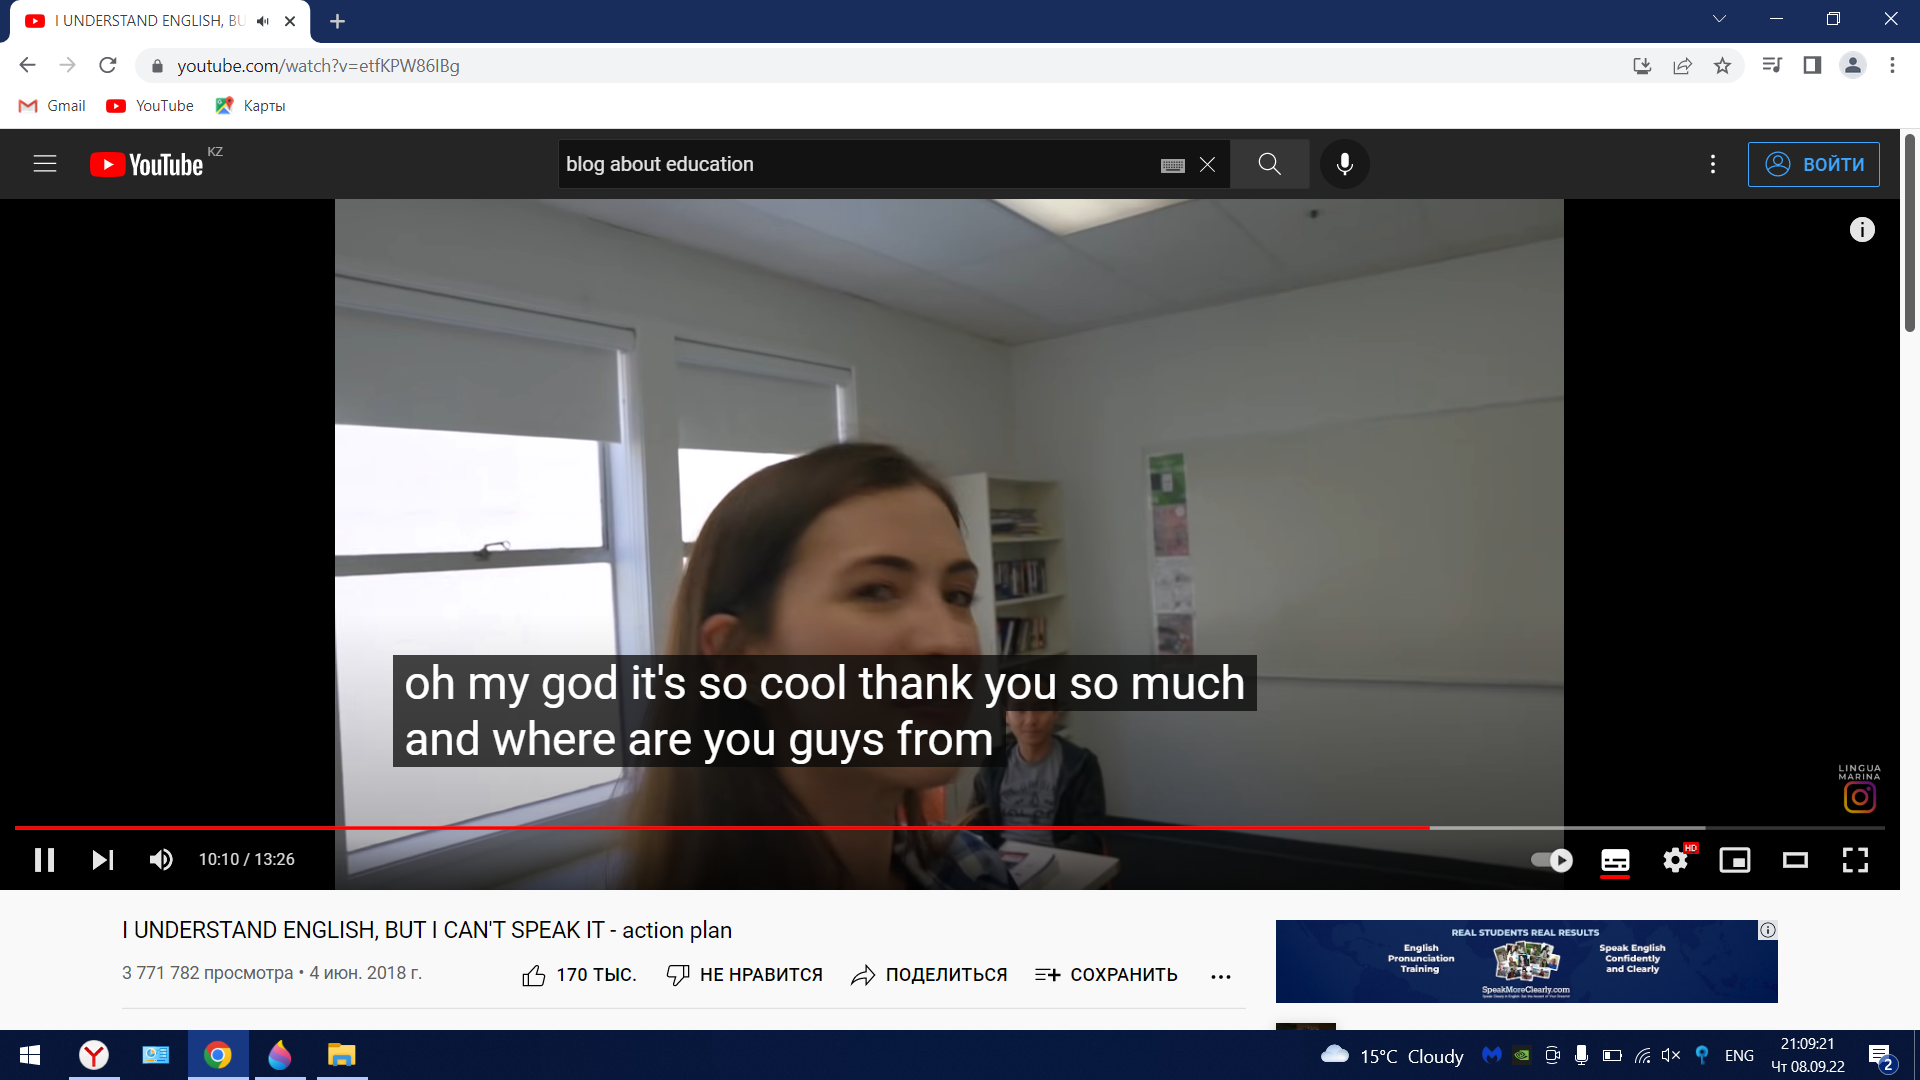 I UNDERSTAND ENGLISH, BU
youtube.com/watch?v=etfKPW86IBg
Gmail YouTube Карты
YouTube KZ
blog about education
ВОЙТИ
oh my god it's so cool thank you so much
and where are you guys from
LINGUA
MARINA
10:10 / 13:26
HD
I UNDERSTAND ENGLISH, BUT I CAN'T SPEAK IT - action plan
3 771 782 просмотра • 4 июн. 2018 г.
170 ТЫС. НЕ НРАВИТСЯ ПОДЕЛИТЬСЯ СОХРАНИТЬ
REAL STUDENTS REAL RESULTS
English
Pronunciation
Training
Speak English
Confidently
and Clearly
SpeakMoreClearly.com
15°C Cloudy
ENG
21:09:21
Чт 08.09.22
2